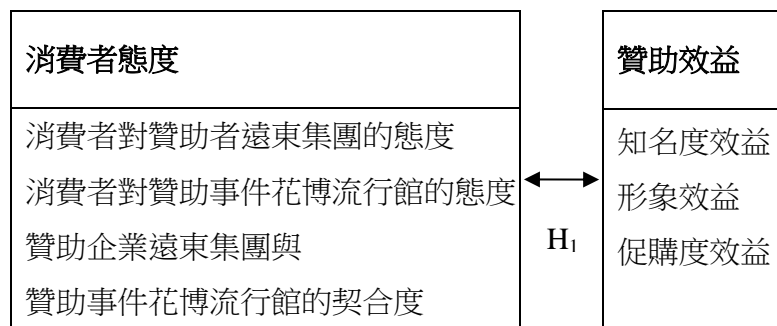 消費者態度
消費者對贊助者遠東集團的態度
消費者對贊助事件花博流行館的態度
贊助企業遠東集團與
贊助事件花博流行館的契合度
H₁
贊助效益
知名度效益
形象效益
促購度效益